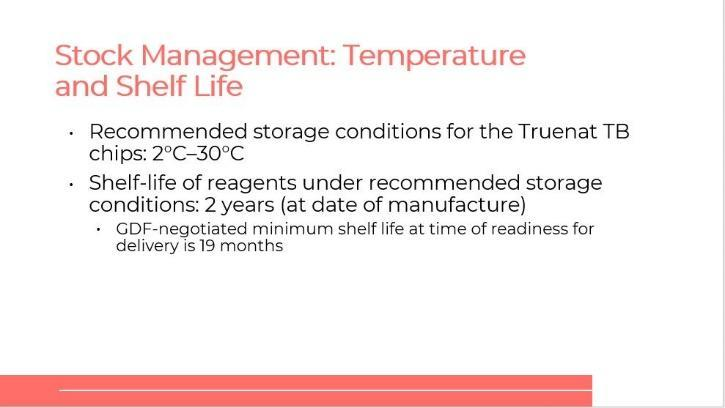 Stock Management: Temperature
and Shelf Life
• Recommended storage conditions for the Truenat TB
chips: 2°C–30°C
• Shelf-life of reagents under recommended storage
conditions: 2 years (at date of manufacture)
• GDF-negotiated minimum shelf life at time of readiness for
delivery is 19 months